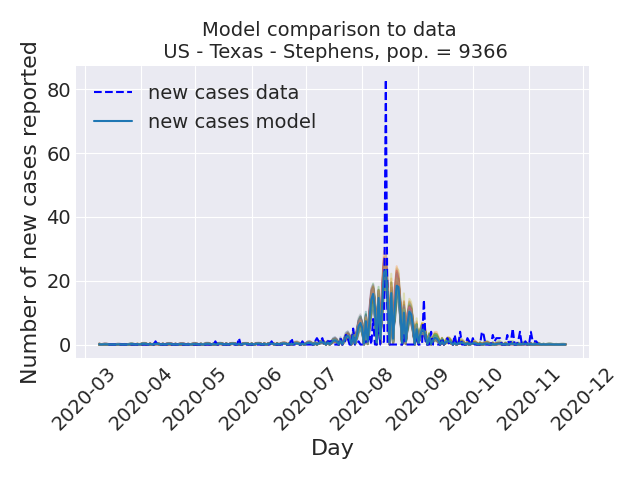 Model comparison to data
US - Texas - Stephens, pop. = 9366
Number of new cases reported
80
60
40
20
0
new cases data
new cases model
2020-03
2020-04
2020-05
2020-06
2020-07
2020-08
2020-09
2020-10
2020-11
2020-12
Day